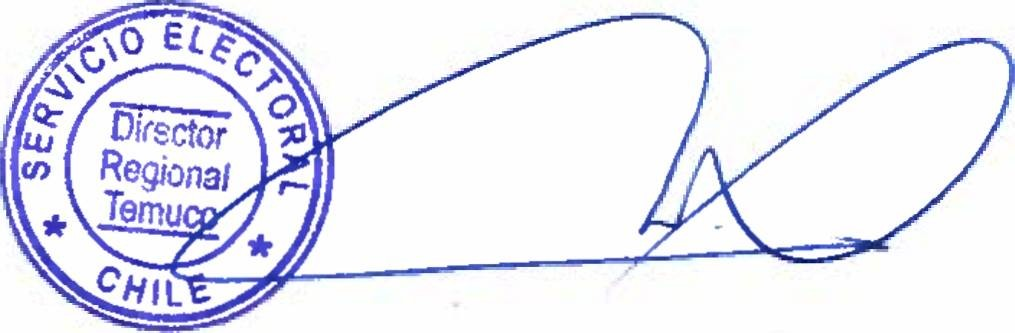 SERVICIO ELECTORAL
Director
Regional
Temuco
* CHILE *